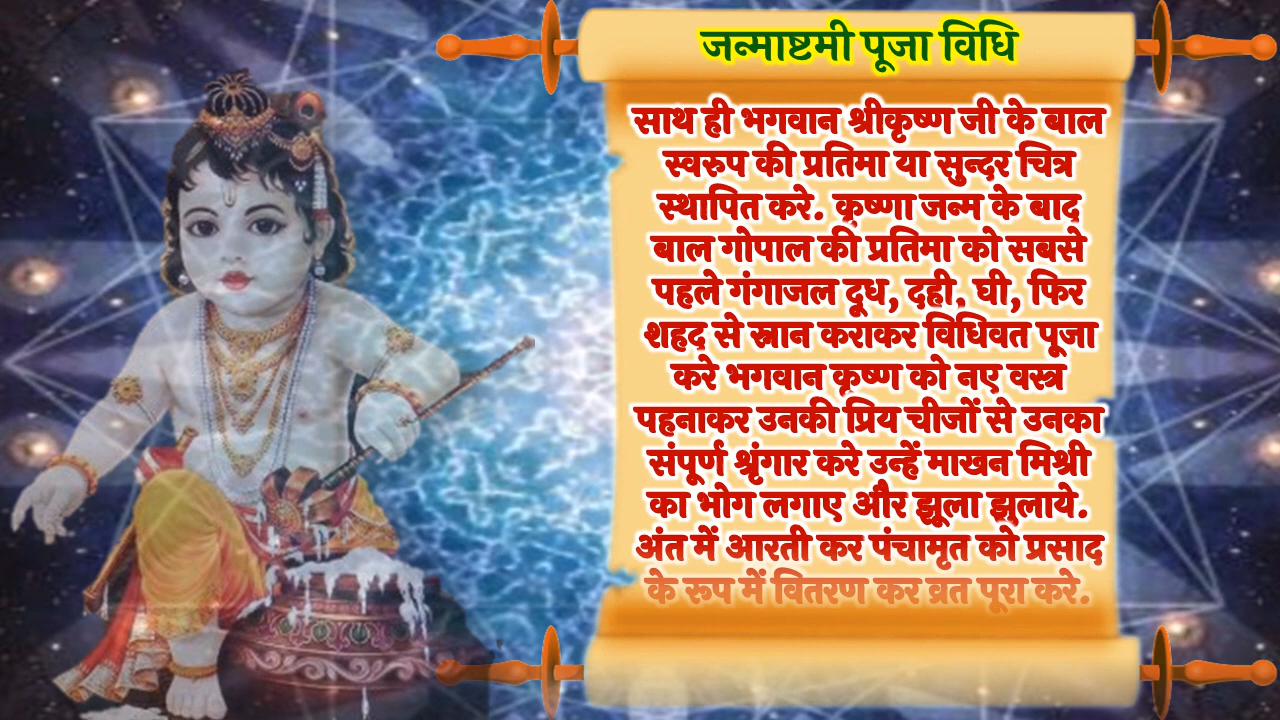 जन्माष्टमी पूजा विधि
साथ ही भगवान श्रीकृष्ण जी के बाल
स्वरुप की प्रतिमा या सुन्दर चित्र
स्थापित करे. कृष्णा जन्म के बाद
बाल गोपाल की प्रतिमा को सबसे
पहले गंगाजल दूध, दही, घी, फिर
शहद से स्नान कराकर विधिवत पूजा
करे भगवान कृष्ण को नए वस्त्र
पहनाकर उनकी प्रिय चीजों से उनका
संपूर्ण श्रृंगार करे उन्हें माखन मिश्री
का भोग लगाए और झूला झुलाये.
अंत में आरती कर पंचामृत को प्रसाद
के रूप में वितरण कर व्रत पूरा करे.